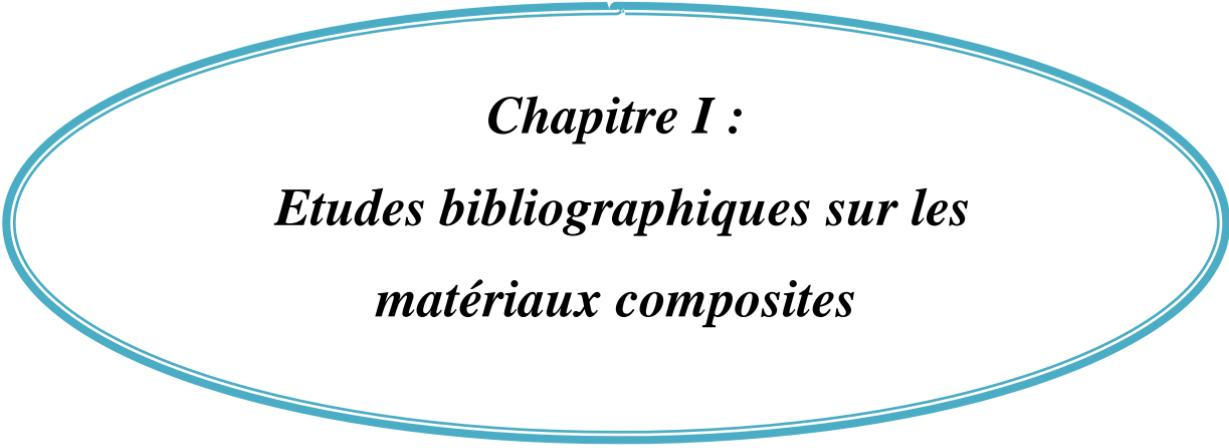 Chapitre I :
Etudes bibliographiques sur les
matériaux composites